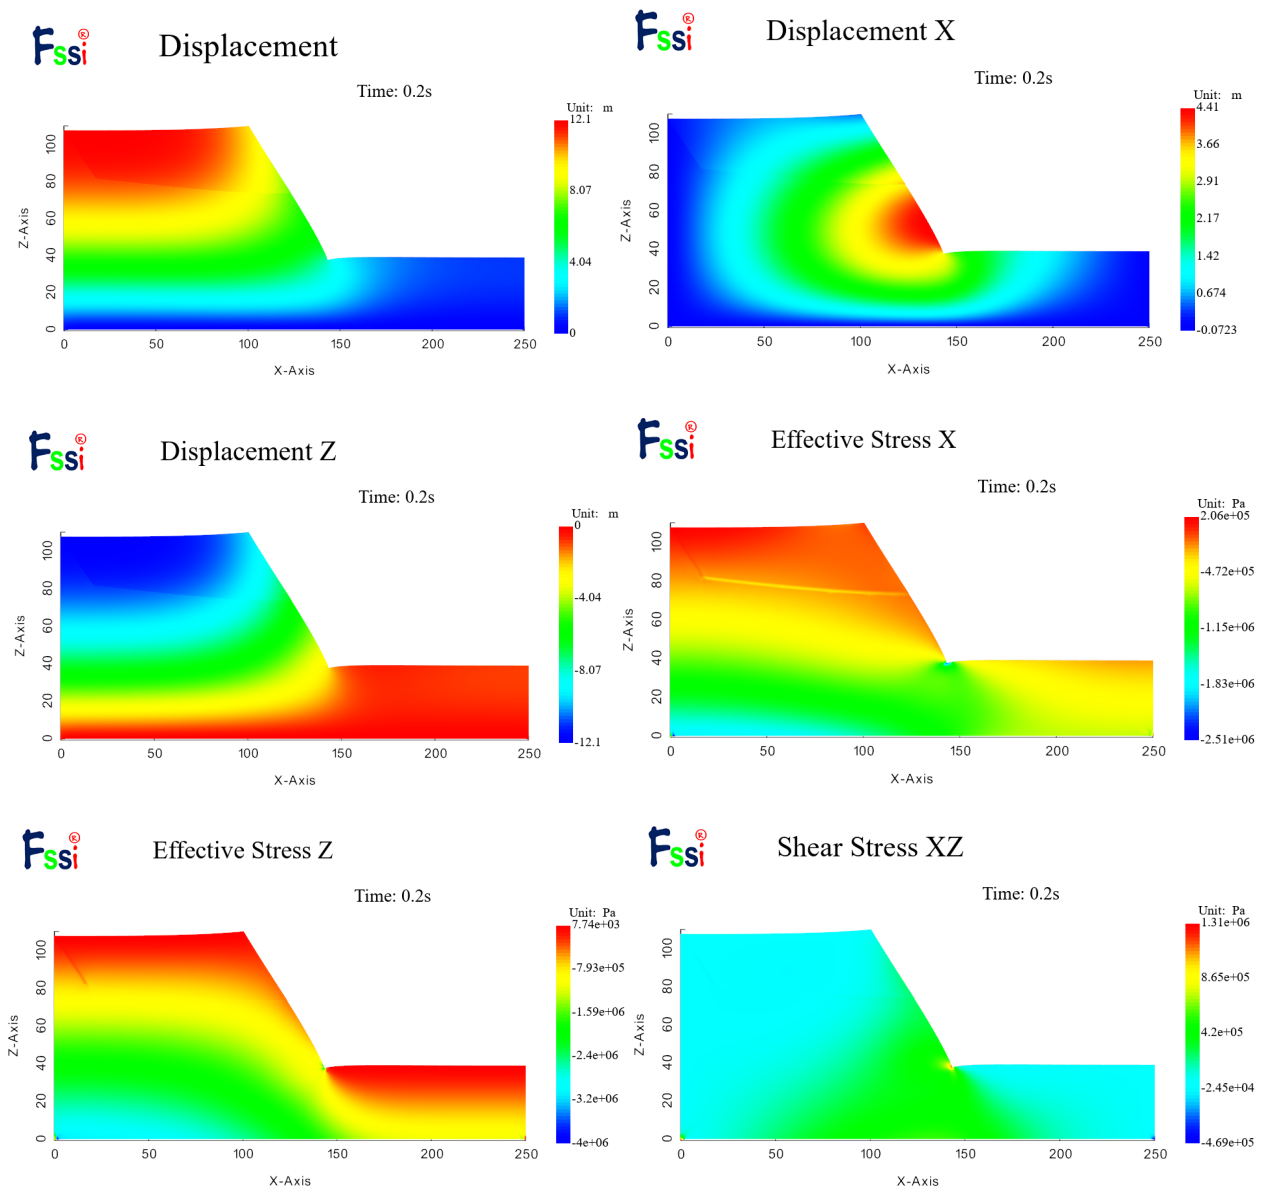 Fssi®
Displacement
Time: 0.2s
Unit: m
12.1
8.07
4.04
0
Z-Axis
100
80
60
40
20
0
0 50 100 150 200 250
X-Axis
Fssi®
Displacement X
Time: 0.2s
Unit: m
4.41
3.66
2.91
2.17
1.42
0.674
-0.0723
Z-Axis
100
80
60
40
20
0
0 50 100 150 200 250
X-Axis
Fssi®
Displacement Z
Time: 0.2s
Unit: m
0
-4.04
-8.07
-12.1
Z-Axis
100
80
60
40
20
0
0 50 100 150 200 250
X-Axis
Fssi®
Effective Stress X
Time: 0.2s
Unit: Pa
2.06e+05
-4.72e+05
-1.15e+06
-1.83e+06
-2.51e+06
Z-Axis
100
80
60
40
20
0
0 50 100 150 200 250
X-Axis
Fssi®
Effective Stress Z
Time: 0.2s
Unit: Pa
7.74e+03
-7.93e+05
-1.59e+06
-2.4e+06
-3.2e+06
-4e+06
Z-Axis
100
80
60
40
20
0
0 50 100 150 200 250
X-Axis
Fssi®
Shear Stress XZ
Time: 0.2s
Unit: Pa
1.31e+06
8.65e+05
4.2e+05
-2.45e+04
-4.69e+05
Z-Axis
100
80
60
40
20
0
0 50 100 150 200 250
X-Axis